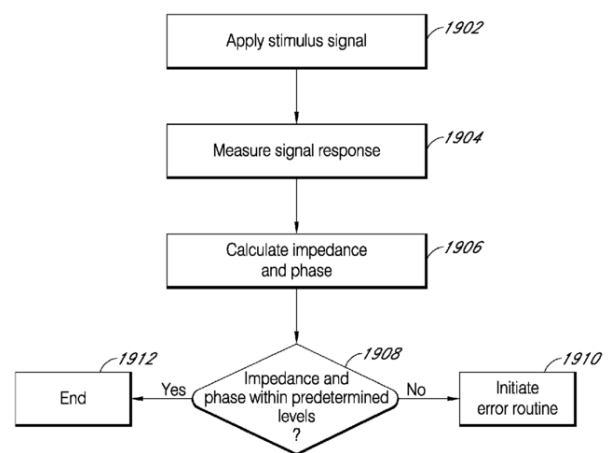 1902
Apply stimulus signal
1904
Measure signal response
1906
Calculate impedance
and phase
1908
Impedance and
phase within predetermined
levels
?
Yes
No
1912
End
1910
Initiate
error routine